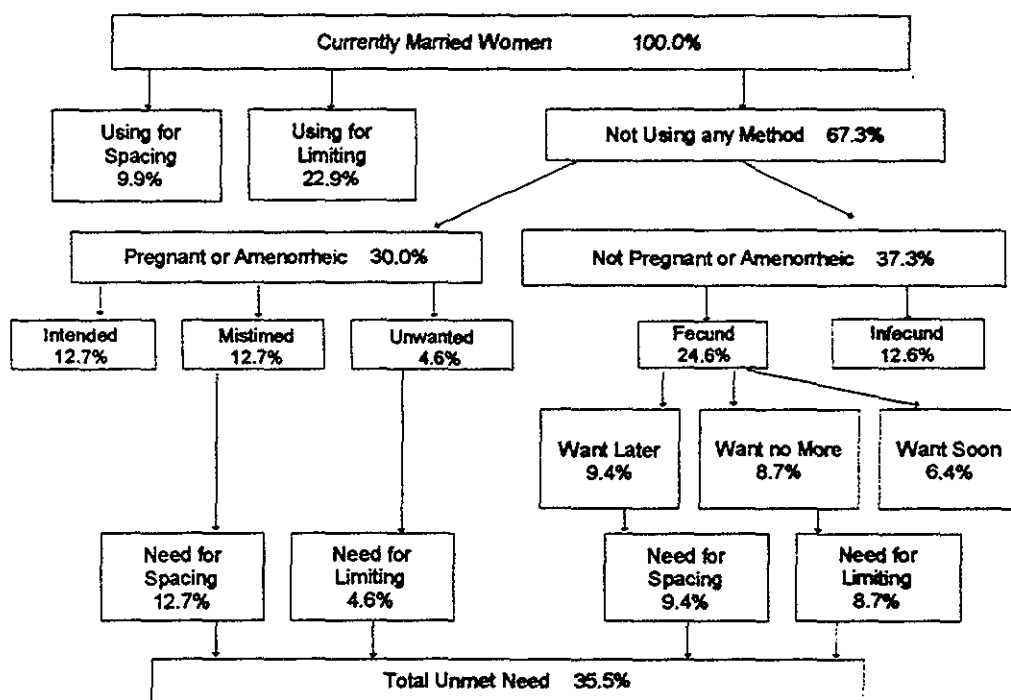 Currently Married Women 100.0%
Using for
Spacing
9.9%
Using for
Limiting
22.9%
Not Using any Method 67.3%
Pregnant or Amenorrheic 30.0%
Not Pregnant or Amenorrheic 37.3%
Intended
12.7%
Mistimed
12.7%
Unwanted
4.6%
Fecund
24.6%
Infecund
12.6%
Want Later
9.4%
Want no More
8.7%
Want Soon
6.4%
Need for
Spacing
12.7%
Need for
Limiting
4.6%
Need for
Spacing
9.4%
Need for
Limiting
8.7%
Total Unmet Need 35.5%